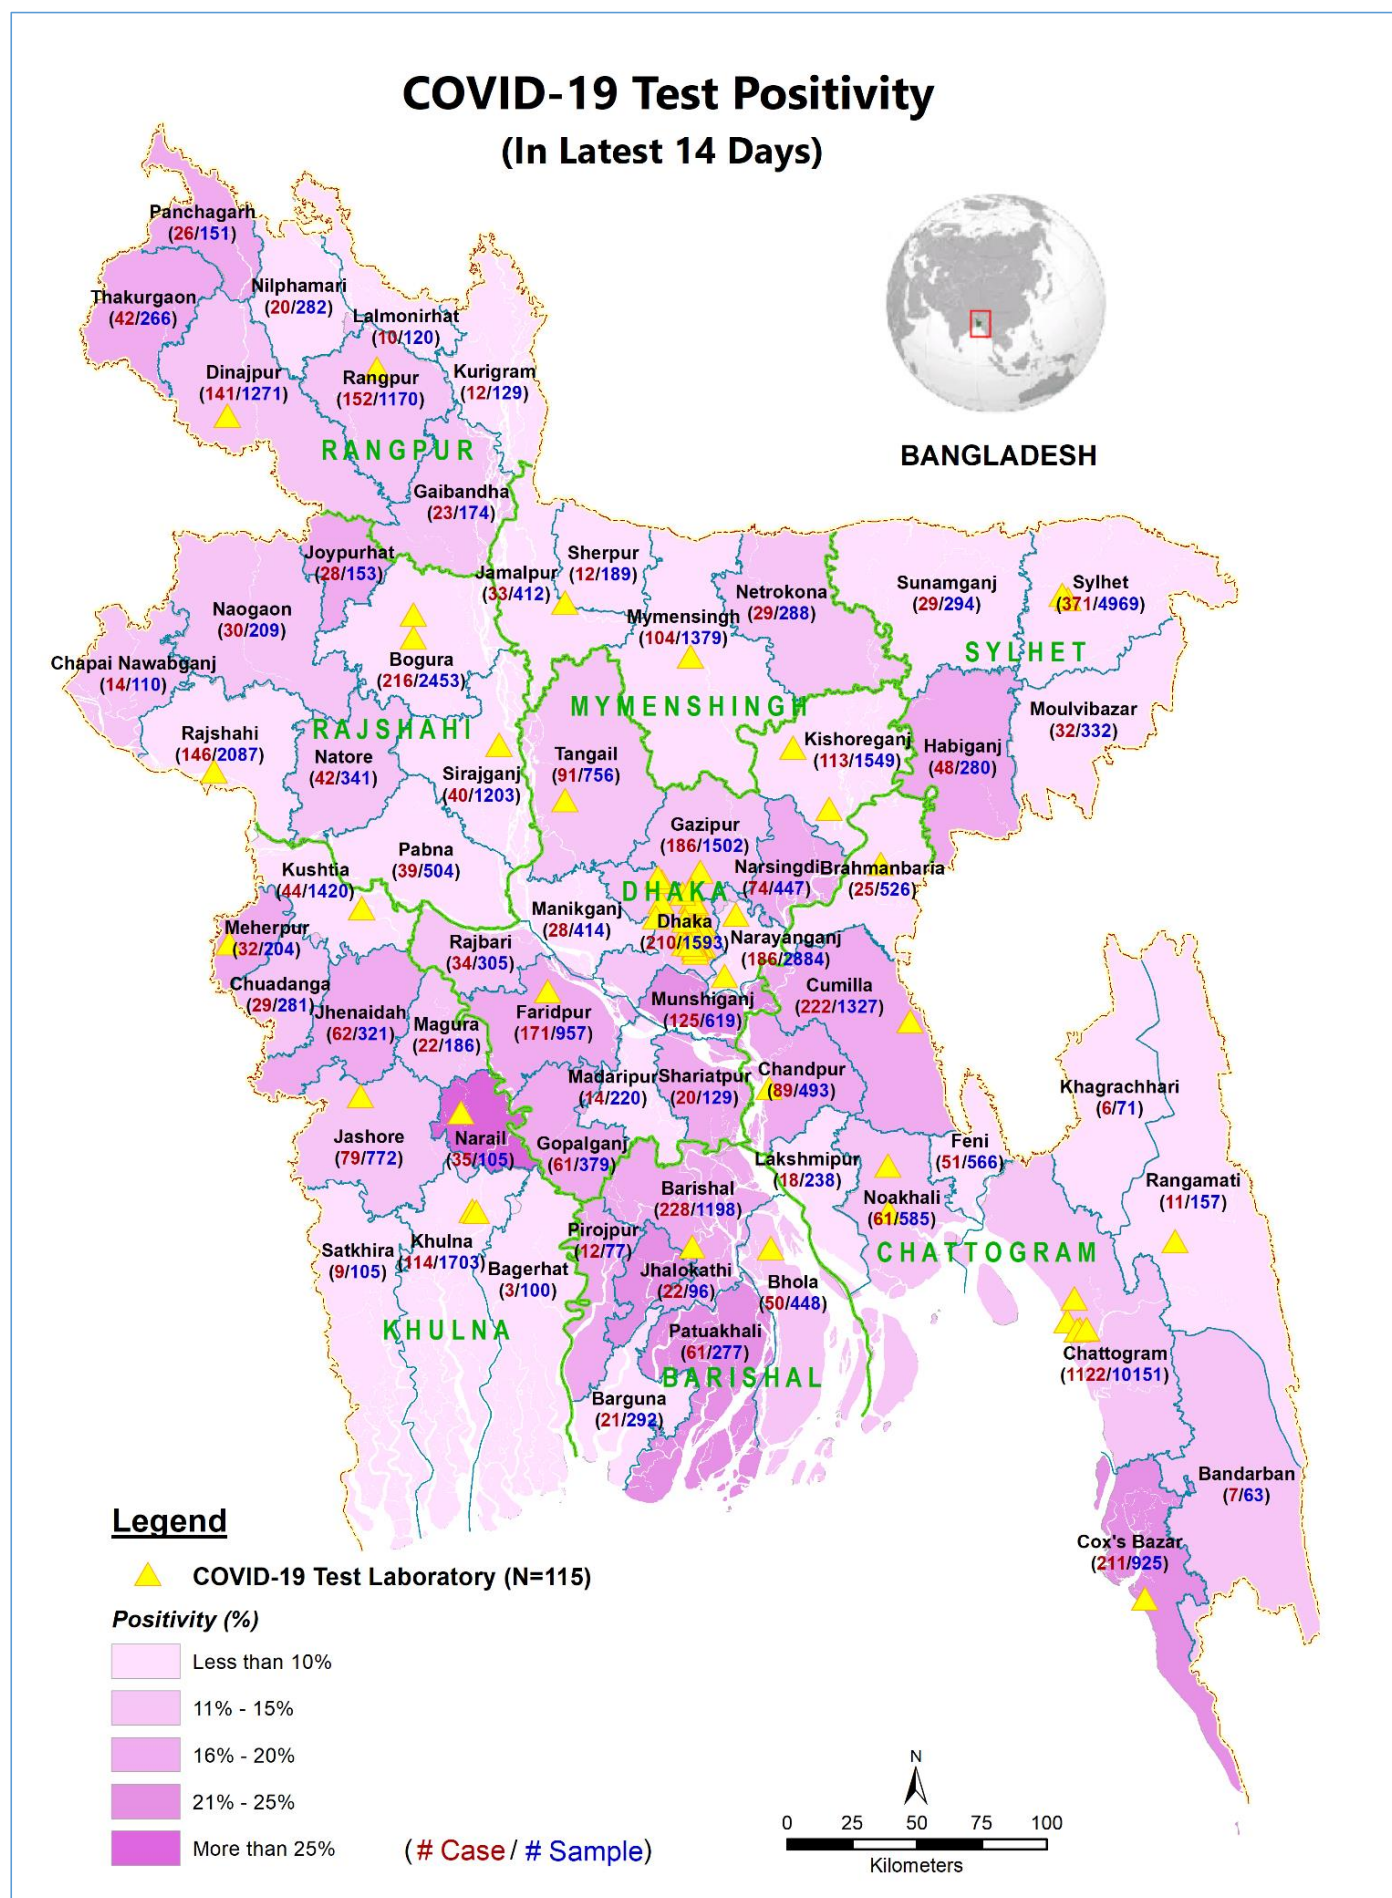 COVID-19 Test Positivity
(In Latest 14 Days)
Panchagarh
(26/151)
Nilphamari
(20/282)
Thakurgaon
(42/266)
Lalmonirhat
(10/120)
Dinajpur
(141/1271)
Rangpur
(152/1170)
Kurigram
(12/129)
RANGPUR
BANGLADESH
Gaibandha
(23/174)
Joypurhat
(28/153)
Jamalpur
(33/412)
Sherpur
(12/189)
Netrokona
(29/288)
Sunamganj
(29/294)
Sylhet
(371/4969)
Naogaon
(30/209)
Mymensingh
(104/1379)
SYLHET
Chapai Nawabganj
(14/110)
Bogura
(216/2453)
MYMENSHINGH
Moulvibazar
(32/332)
Rajshahi
(146/2087)
RAJSHAHI
Natore
(42/341)
Sirajganj
(40/1203)
Tangail
(91/756)
Kishoreganj
(113/1549)
Habiganj
(48/280)
Gazipur
(186/1502)
Pabna
(39/504)
Kushtia
(44/1420)
Narsingdi
(74/447)
Brahmanbaria
(25/526)
DHAKA
Manikganj
(28/414)
Dhaka
(210/1593)
Meherpur
(32/204)
Rajbari
(34/305)
Narayanganj
(186/2884)
Chuadanga
(29/281)
Jhenaidah
(62/321)
Magura
(22/186)
Faridpur
(171/957)
Munshiganj
(125/619)
Cumilla
(222/1327)
Madaripur
(14/220)
Shariatpur
(20/129)
Chandpur
(89/493)
Khagrachhari
(6/71)
Jashore
(79/772)
Narail
(35/105)
Gopalganj
(61/379)
Lakshmipur
(18/238)
Feni
(51/566)
Barishal
(228/1198)
Noakhali
(61/585)
Rangamati
(11/157)
Satkhira
(9/105)
Khulna
(114/1703)
Bagerhat
(3/100)
Pirojpur
(12/77)
Jhalokathi
(22/96)
Bhola
(50/448)
CHATTOGRAM
KHULNA
Patuakhali
(61/277)
BARISHAL
Chattogram
(1122/10151)
Barguna
(21/292)
Bandarban
(7/63)
Cox's Bazar
(211/925)
Legend
COVID-19 Test Laboratory (N=115)
Positivity (%)
Less than 10%
11% - 15%
16% - 20%
21% - 25%
More than 25%
(# Case / # Sample)
N
0 25 50 75 100
Kilometers